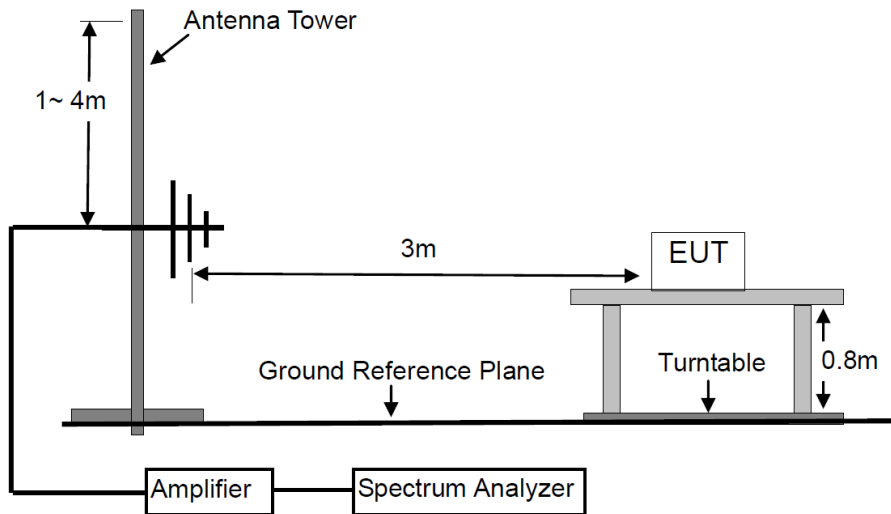 Antenna Tower
1~ 4m
3m
EUT
Ground Reference Plane
Turntable
0.8m
Amplifier
Spectrum Analyzer